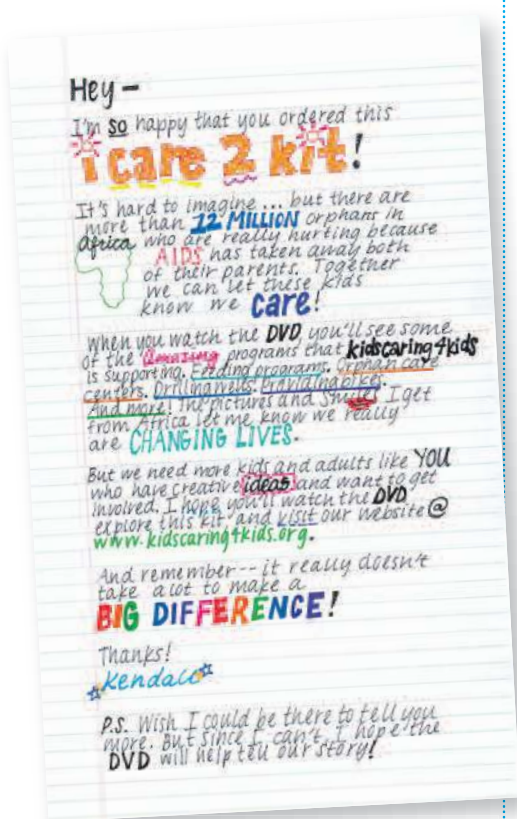 Hey —
I'm so happy that you ordered this
i care 2 kit!
It's hard to imagine ... but there are
more than 12 MILLION orphans in
Africa who are really hurting because
AIDS has taken away both
of their parents. Together
we can let these kids
know we care!
When you watch the DVD you'll see some
of the amazing programs that kidscaring4kids
is supporting. Feeding programs. Orphan care
centers. Drilling wells. Providing bikes.
And more! The pictures and smiles I get
from Africa let me know we really
are CHANGING LIVES.
But we need more kids and adults like YOU
who have creative ideas and want to get
involved. I hope you'll watch the DVD
explore this kit, and visit our website @
www.kidscaring4kids.org.
And remember -- it really doesn't
take a lot to make a
BIG DIFFERENCE!
Thanks!
Kendall
P.S. Wish I could be there to tell you
more. But since I can't, I hope the
DVD will help tell our story!